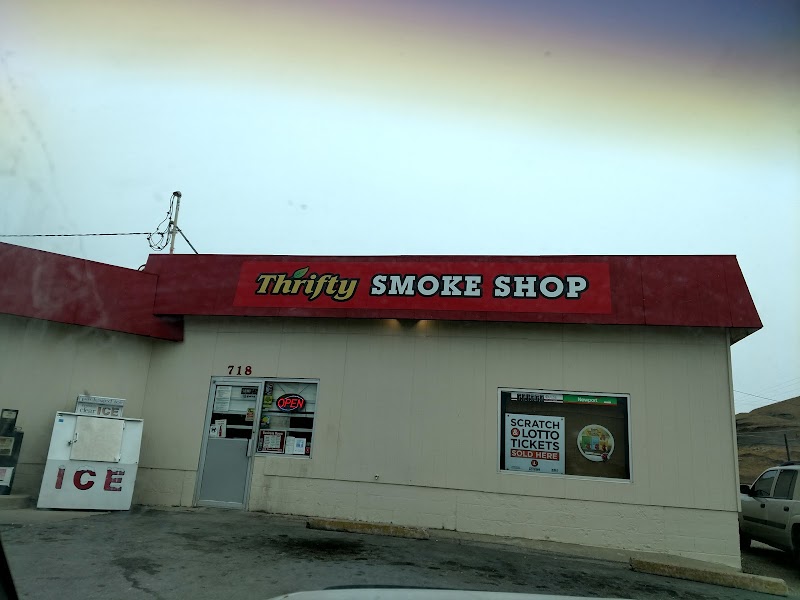 Thrifty SMOKE SHOP
718
OPEN
ICE
ICE
Newport
SCRATCH
& LOTTO
TICKETS
SOLD HERE